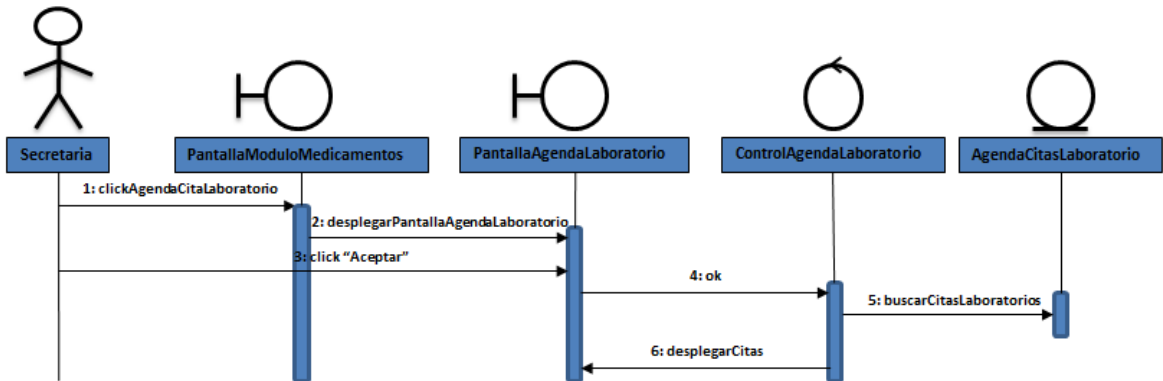 Secretaria
PantallaModuloMedicamentos
PantallaAgendaLaboratorio
ControlAgendaLaboratorio
AgendaCitasLaboratorio
1: clickAgendaCitaLaboratorio
2: desplegarPantallaAgendaLaboratorio
3: click “Aceptar”
4: ok
5: buscarCitasLaboratorios
6: desplegarCitas